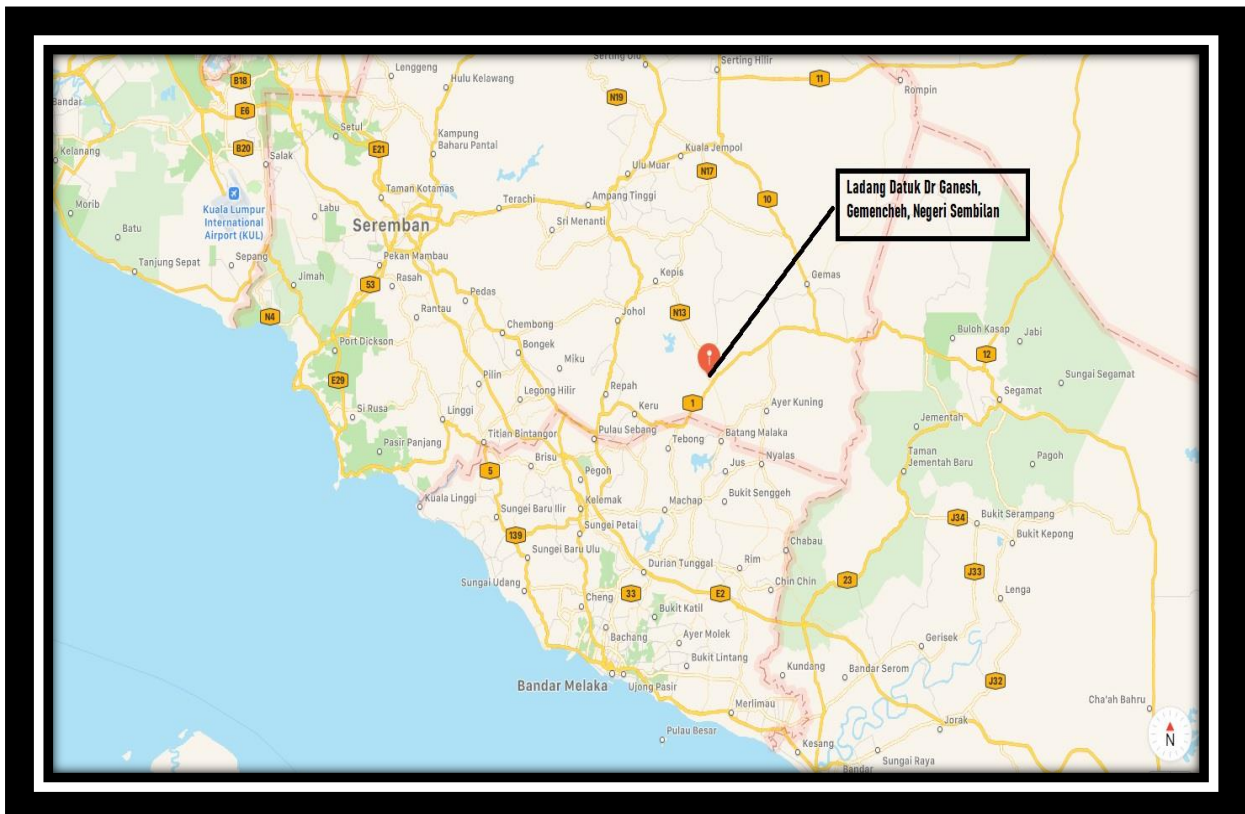 Lenggeng
Serting Ulu
Serting Hilir
B18
Hulu Kelawang
11
Rompin
Bandar
E6
N19
Setul
Kampung
Baharu Pantai
Kelanang
B20
E21
Kuala Jempol
Salak
Ulu Muar
N17
Taman Kotamas
Terachi
Ampang Tinggi
10
Ladang Datuk Dr Ganesh,
Gemencheh, Negeri Sembilan
Morib
Kuala Lumpur
International
Airport (KUL)
Labu
Seremban
Sri Menanti
Batu
Pekan Mambau
Tanjung Sepat
Sepang
Jimah
53
Rasah
Kepis
Gemas
Pedas
N4
Rantau
Johol
N13
Chembong
Buloh Kasap
Jabi
Port Dickson
Bongek
12
Miku
E29
Pilin
Sungai Segamat
Legong Hilir
Repah
Segamat
Si Rusa
Linggi
Keru
1
Ayer Kuning
Jementah
Pasir Panjang
Titian Bintangor
Pulau Sebang
Tebong
Batang Malaka
Taman
Jementah Baru
Pagoh
5
Brisu
Pegoh
Jus
Nyalas
Kuala Linggi
Kelemak
Machap
Bukit Senggeh
Sungei Baru Ilir
J34
Bukit Serampang
Sungei Petai
139
Chabau
Bukit Kepong
Sungei Baru Ulu
Durian Tunggal
Rim
J33
Sungai Udang
Chin Chin
23
Cheng
33
E2
Lenga
Bukit Katil
Bachang
Ayer Molek
Gerisek
Bukit Lintang
Kundang
Bandar Serom
J32
Bandar Melaka
Ujong Pasir
Merlimau
Cha'ah Bahru
Jorak
Pulau Besar
Kesang
Sungai Raya
Bandar
N